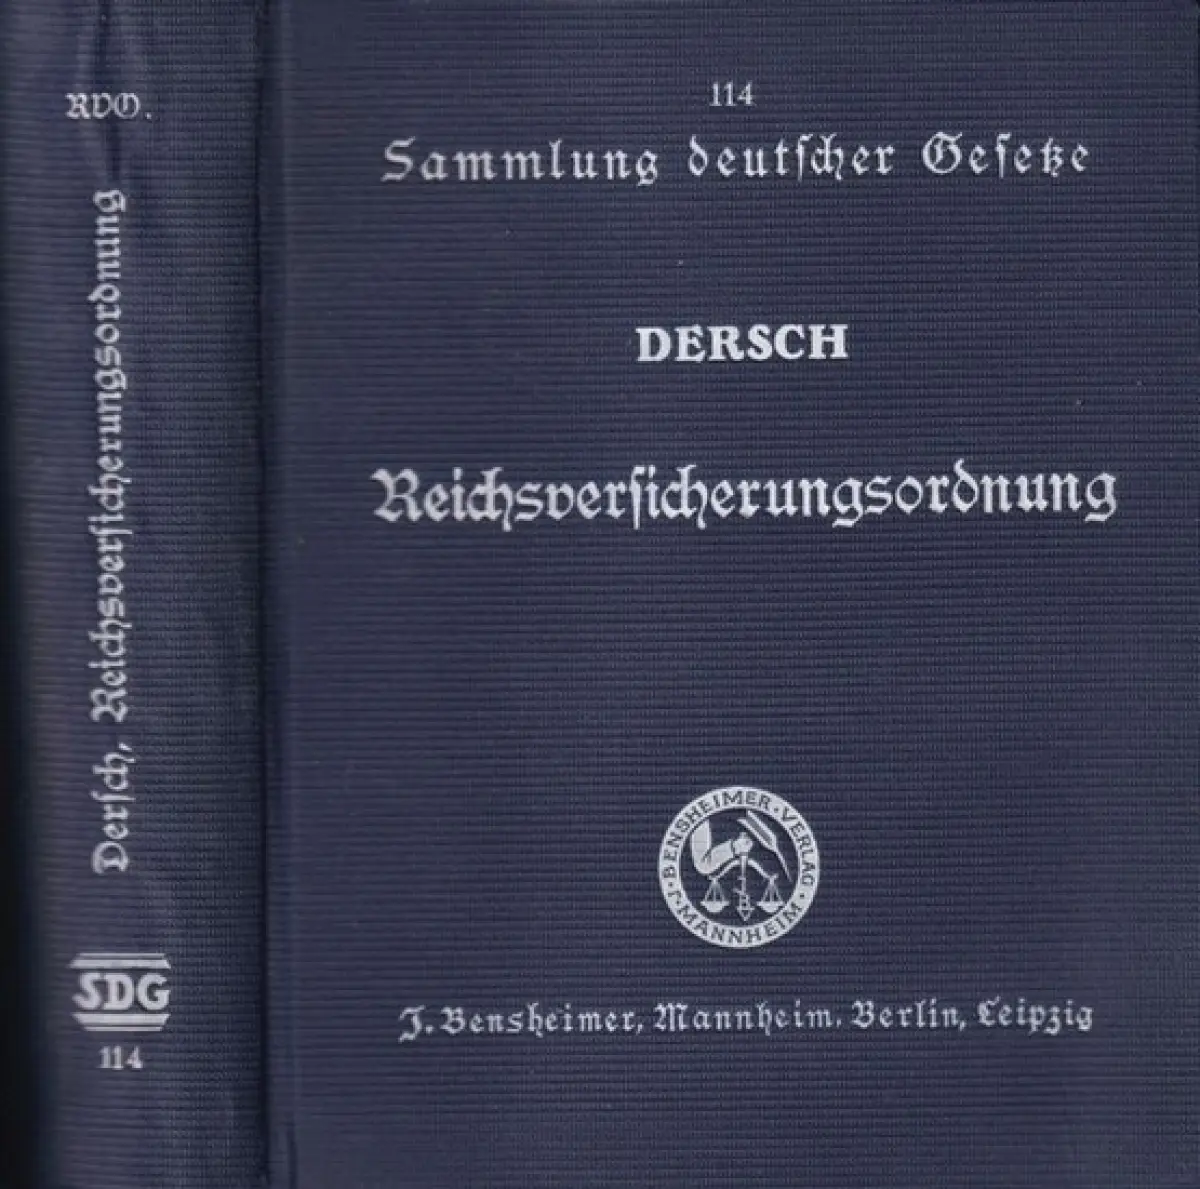 RVO.
Dersch, Reichsversicherungsordnung
SDG
114
114
Sammlung deutscher Gesetze
DERSCH
Reichsversicherungsordnung
J. BENSHEIMER · VERLAG · MANNHEIM ·
B
J. Bensheimer, Mannheim. Berlin, Leipzig